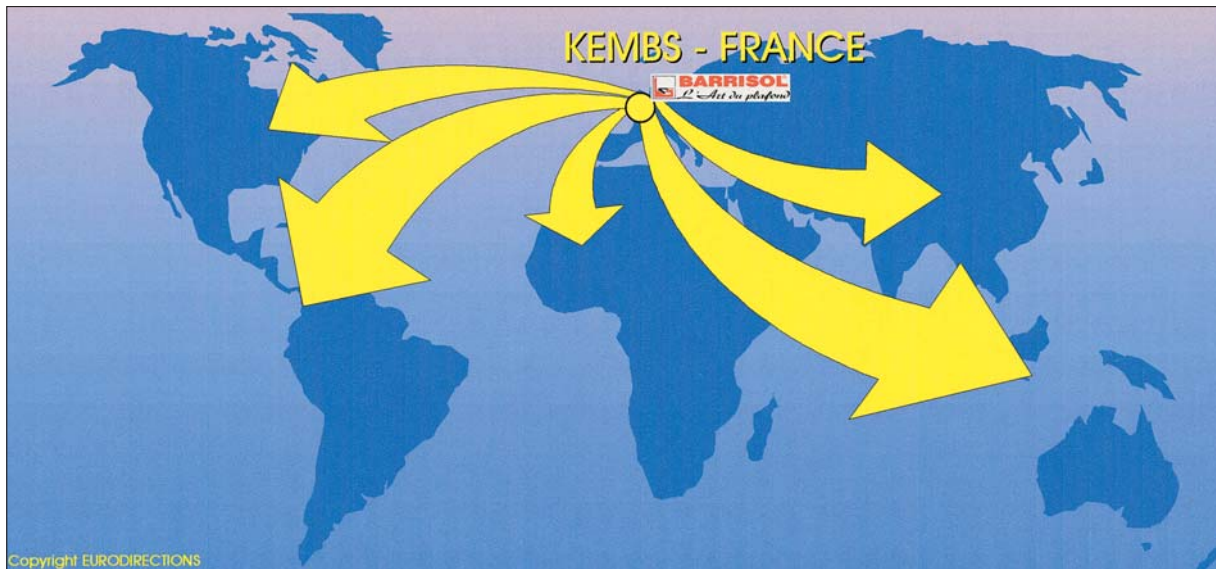 KEMBS - FRANCE
BARRISOL
L'Art du plafond
Copyright EURODIRECTIONS